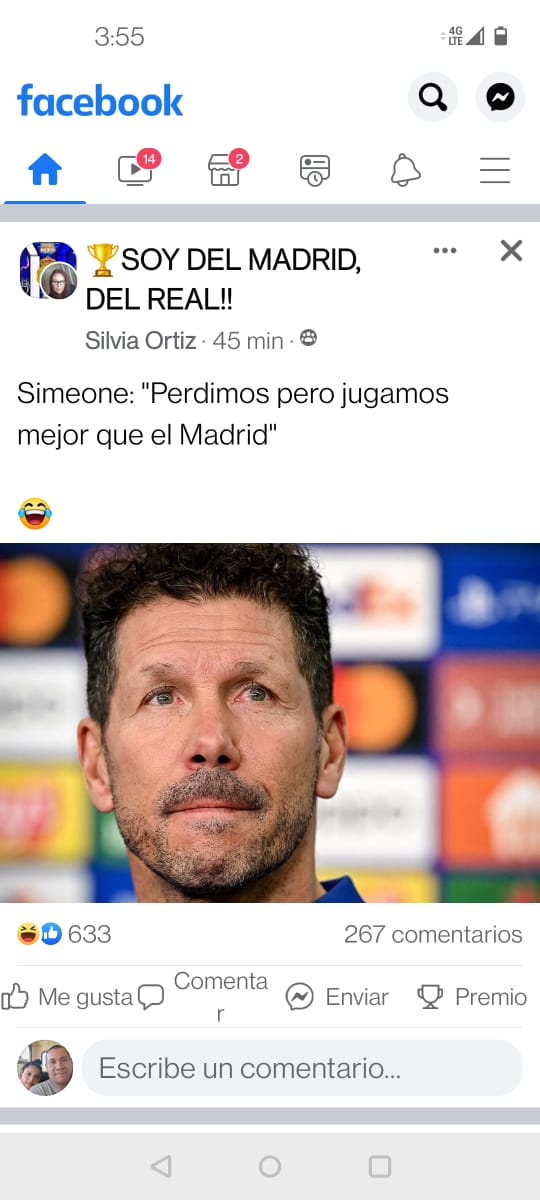 3:55
4G
LTE
facebook
14
2
🏆SOY DEL MADRID,
DEL REAL!!
Silvia Ortiz · 45 min ·
Simeone: "Perdimos pero jugamos
mejor que el Madrid"
😂
633
267 comentarios
Me gusta
Comenta
r
Enviar
Premio
Escribe un comentario...